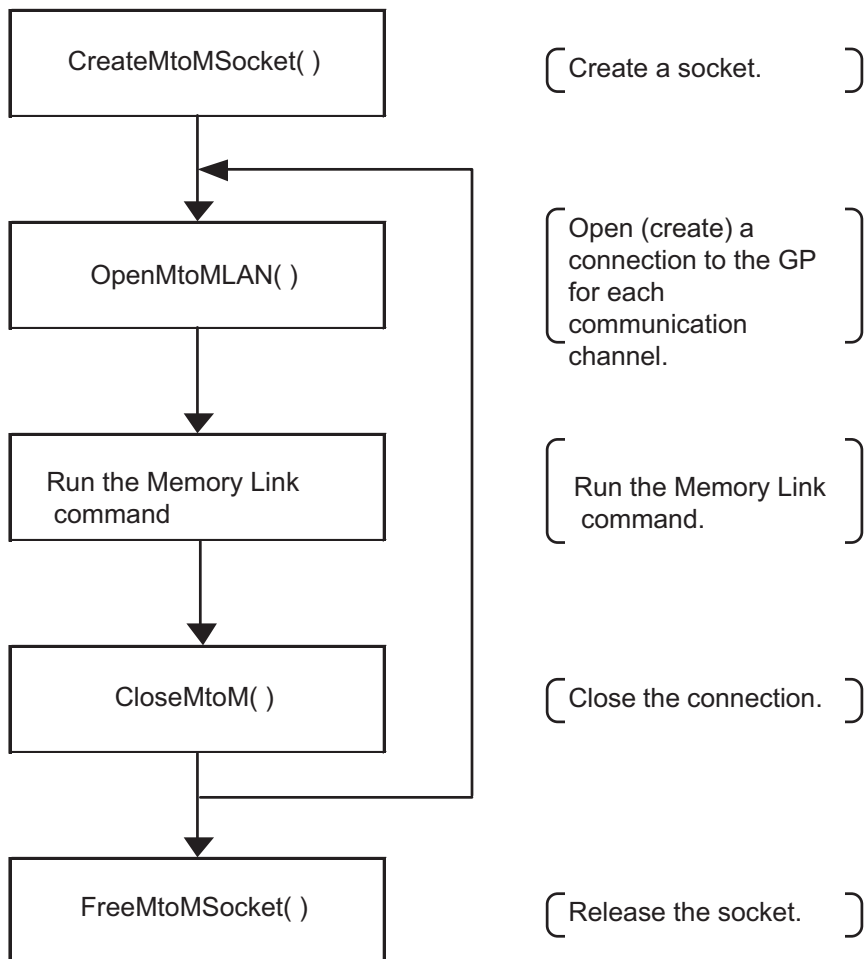 CreateMtoMSocket( )
Create a socket.
OpenMtoMLAN( )
Open (create) a
connection to the GP
for each
communication
channel.
Run the Memory Link
command
Run the Memory Link
command.
CloseMtoM( )
Close the connection.
FreeMtoMSocket( )
Release the socket.